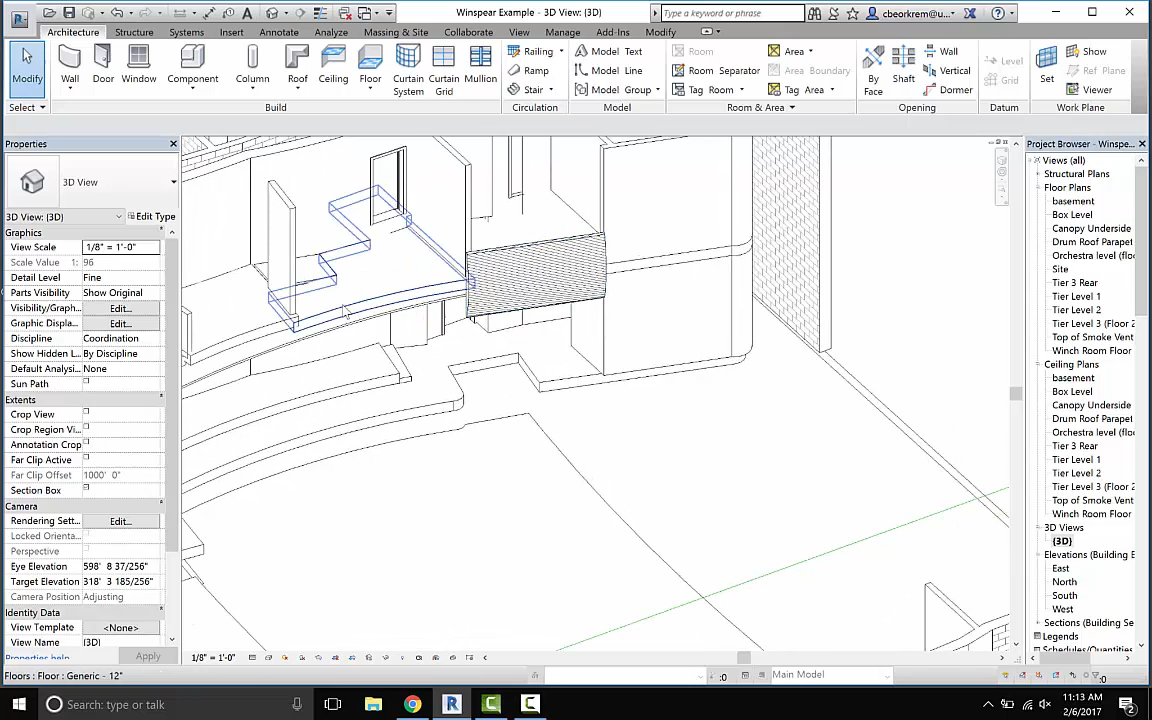 Winspear Example - 3D View: {3D}
Type a keyword or phrase
cbeorkrem@u...
Architecture Structure Systems Insert Annotate Analyze Massing & Site Collaborate View Manage Add-Ins Modify
Modify
Wall
Door
Window
Component
Column
Roof
Ceiling
Floor
Curtain System
Curtain Grid
Mullion
Railing
Ramp
Stair
Model Text
Model Line
Model Group
Room
Room Separator
Tag Room
Area
Area Boundary
Tag Area
By Face
Shaft
Wall
Vertical
Dormer
Level
Grid
Set
Show
Ref Plane
Viewer
Select
Build
Circulation
Model
Room & Area
Opening
Datum
Work Plane
Properties
3D View
3D View: {3D}
Edit Type
Graphics
View Scale 1/8" = 1'-0"
Scale Value 1: 96
Detail Level Fine
Parts Visibility Show Original
Visibility/Graph... Edit...
Graphic Displa... Edit...
Discipline Coordination
Show Hidden L... By Discipline
Default Analysi... None
Sun Path
Extents
Crop View
Crop Region Vi...
Annotation Crop
Far Clip Active
Far Clip Offset 1000' 0"
Section Box
Camera
Rendering Sett... Edit...
Locked Orienta...
Perspective
Eye Elevation 598' 8 37/256"
Target Elevation 318' 3 185/256"
Camera Position Adjusting
Identity Data
View Template <None>
View Name {3D}
Properties help
Apply
Project Browser - Winspe...
Views (all)
Structural Plans
Floor Plans
basement
Box Level
Canopy Underside
Drum Roof Parapet
Orchestra level (flo
Site
Tier 3 Rear
Tier Level 1
Tier Level 2
Tier Level 3 (Floor 2
Top of Smoke Vent
Winch Room Floor
Ceiling Plans
basement
Box Level
Canopy Underside
Drum Roof Parapet
Orchestra level (flo
Tier 3 Rear
Tier Level 1
Tier Level 2
Tier Level 3 (Floor 2
Top of Smoke Vent
Winch Room Floor
3D Views
{3D}
Elevations (Building E
East
North
South
West
Sections (Building Se
Legends
Schedules/Quantities
1/8" = 1'-0"
Floors : Floor : Generic - 12"
:0
Main Model
:0
Search: type to talk
11:13 AM
2/6/2017